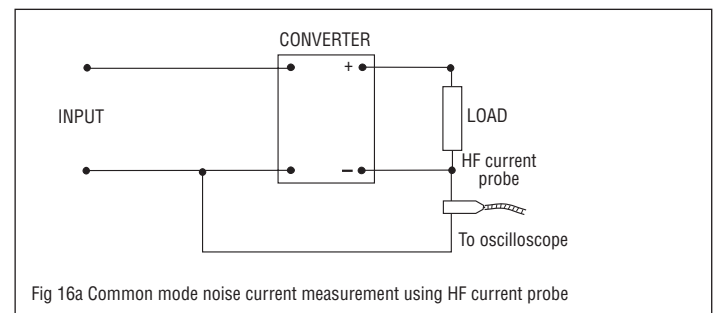 CONVERTER
+
INPUT
LOAD
–
HF current
probe
To oscilloscope
Fig 16a Common mode noise current measurement using HF current probe